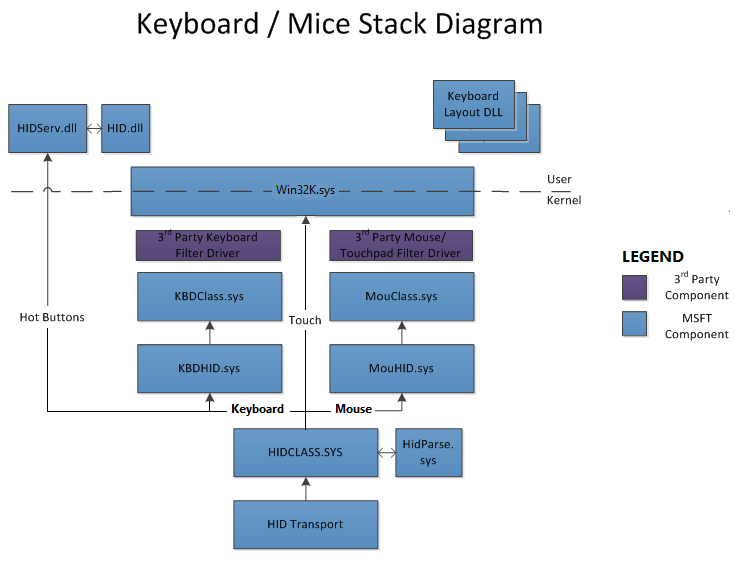 Keyboard / Mice Stack Diagram
Keyboard
Layout DLL
HIDServ.dll
HID.dll
User
Win32K.sys
Kernel
3rd Party Keyboard
Filter Driver
3rd Party Mouse/
Touchpad Filter Driver
LEGEND
3rd Party
Component
MSFT
Component
KBDClass.sys
MouClass.sys
Hot Buttons
Touch
KBDHID.sys
MouHID.sys
Keyboard
Mouse
HIDCLASS.SYS
HidParse.
sys
HID Transport